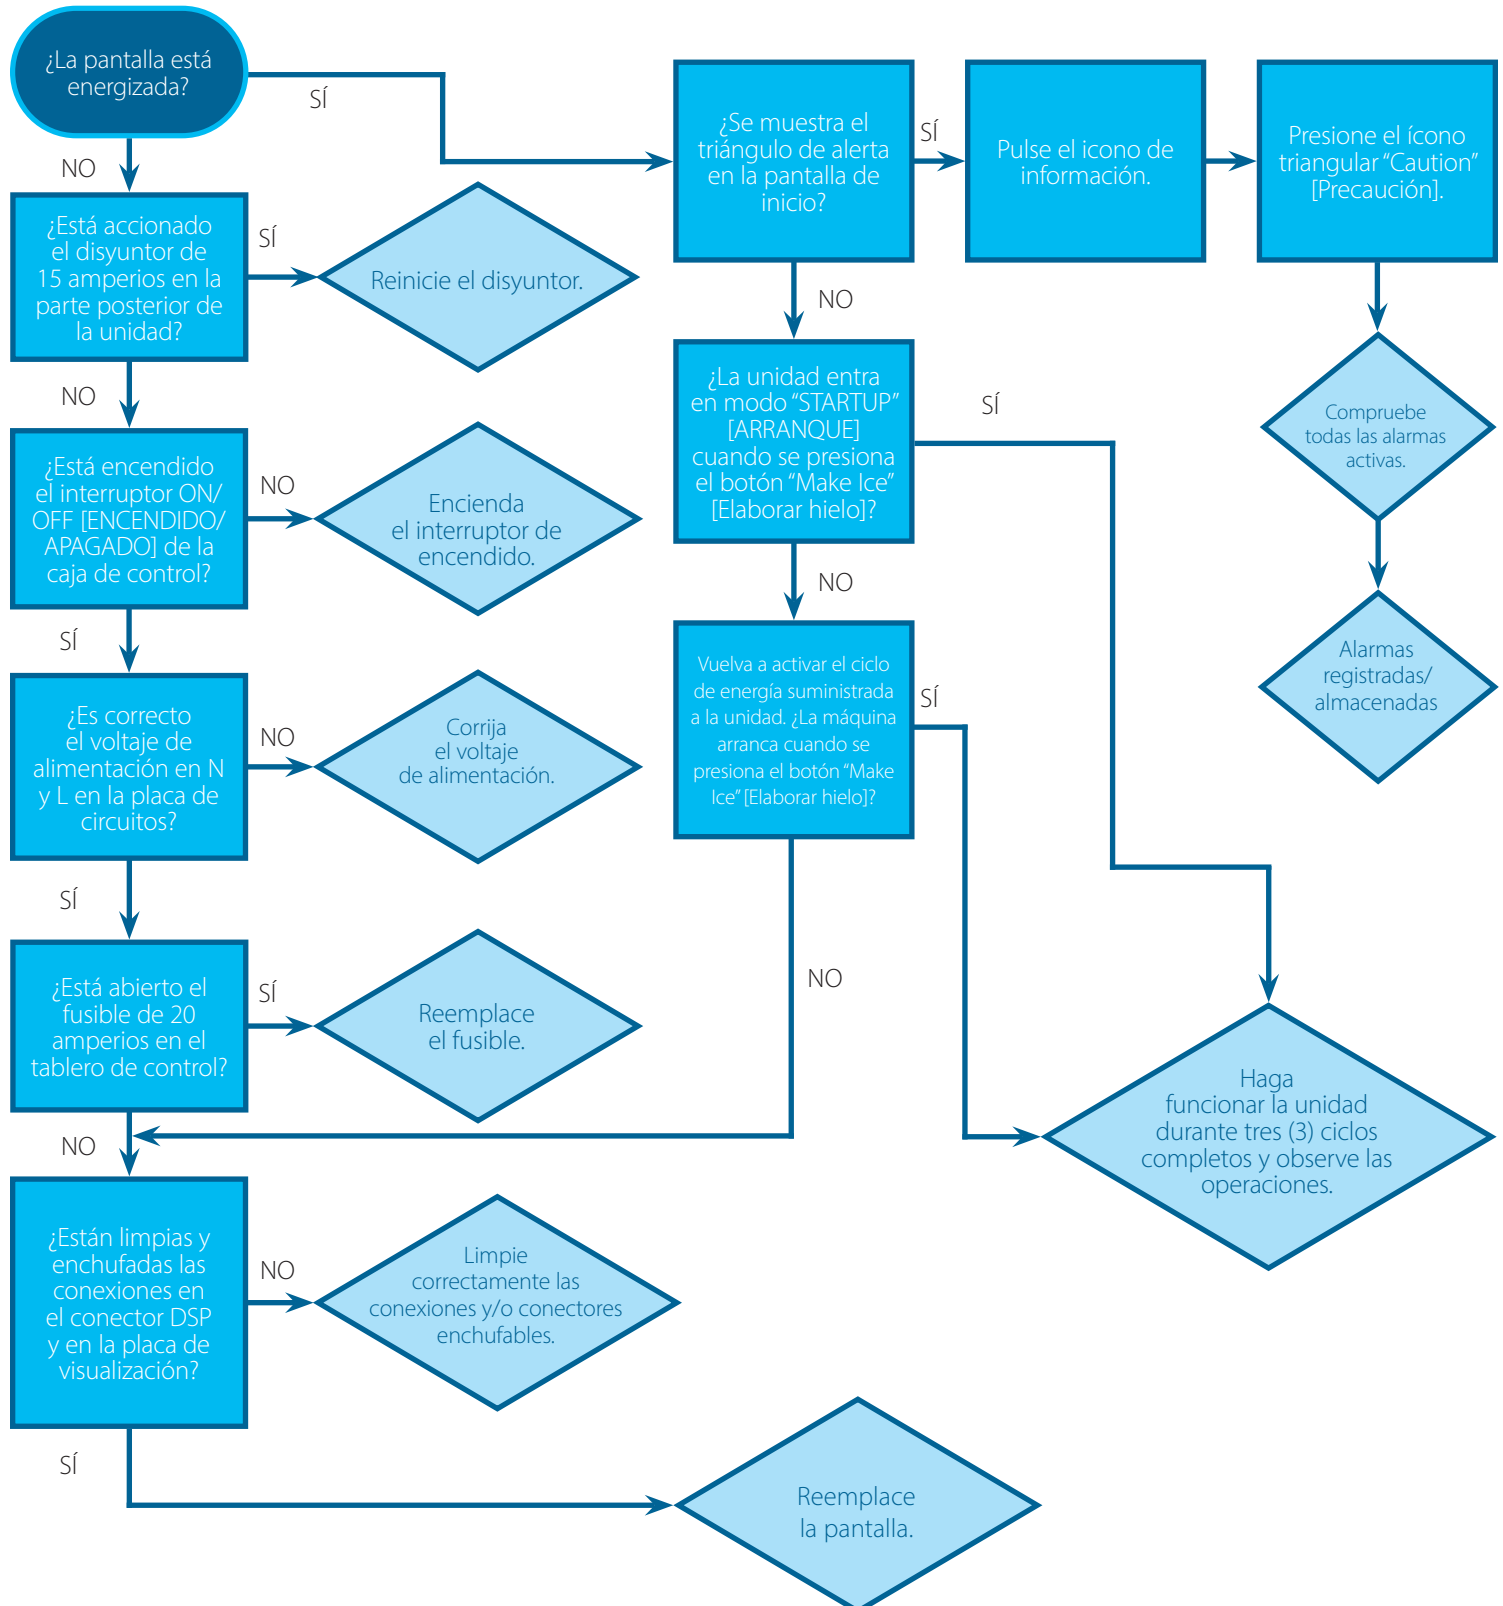 ¿La pantalla está
energizada?
SÍ
NO
¿Está accionado
el disyuntor de
15 amperios en la
parte posterior de
la unidad?
SÍ
Reinicie el disyuntor.
NO
¿Está encendido
el interruptor ON/
OFF [ENCENDIDO/
APAGADO] de la
caja de control?
NO
Encienda
el interruptor de
encendido.
SÍ
¿Es correcto
el voltaje de
alimentación en N
y L en la placa de
circuitos?
NO
Corrija
el voltaje
de alimentación.
SÍ
¿Está abierto el
fusible de 20
amperios en el
tablero de control?
SÍ
Reemplace
el fusible.
NO
¿Están limpias y
enchufadas las
conexiones en
el conector DSP
y en la placa de
visualización?
NO
Limpie
correctamente las
conexiones y/o conectores
enchufables.
SÍ
Reemplace
la pantalla.
¿Se muestra el
triángulo de alerta
en la pantalla de
inicio?
SÍ
Pulse el icono de
información.
Presione el ícono
triangular “Caution”
[Precaución].
Compruebe
todas las alarmas
activas.
Alarmas
registradas/
almacenadas
NO
¿La unidad entra
en modo “STARTUP”
[ARRANQUE]
cuando se presiona
el botón “Make Ice”
[Elaborar hielo]?
SÍ
NO
Vuelva a activar el ciclo
de energía suministrada
a la unidad. ¿La máquina
arranca cuando se
presiona el botón “Make
Ice” [Elaborar hielo]?
SÍ
NO
Haga
funcionar la unidad
durante tres (3) ciclos
completos y observe las
operaciones.